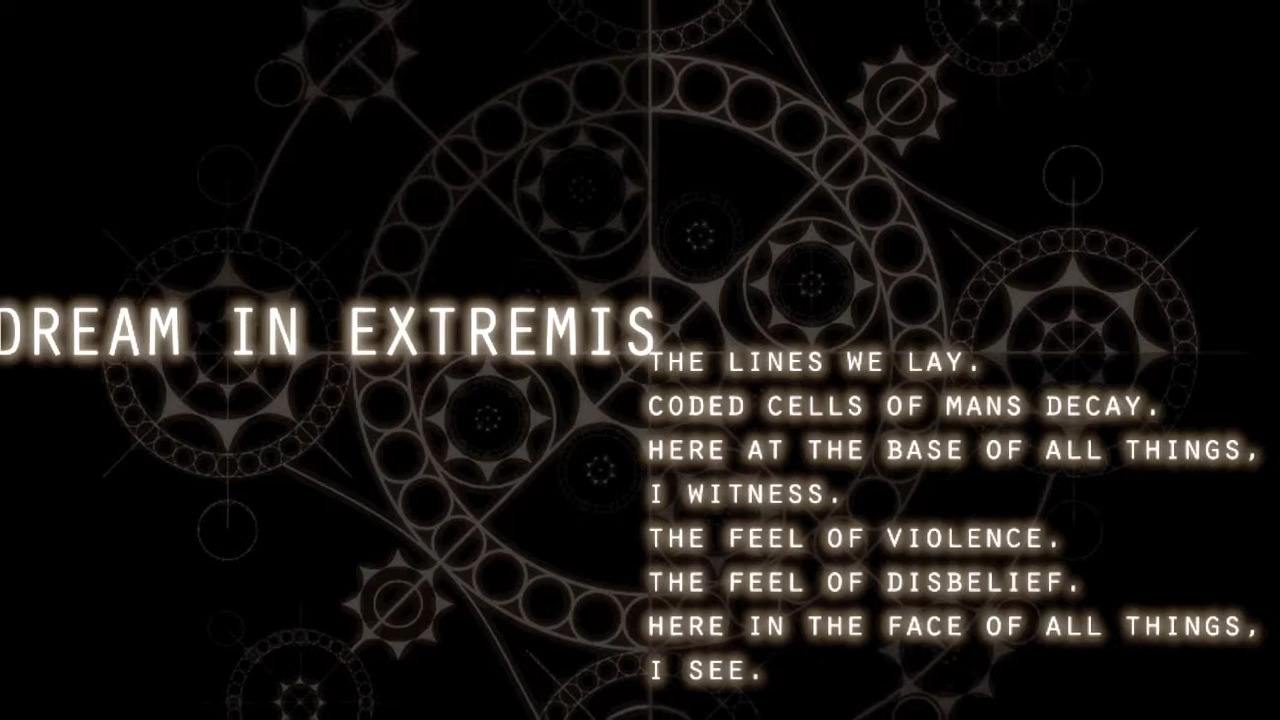 DREAM IN EXTREMIS
THE LINES WE LAY.
CODED CELLS OF MANS DECAY.
HERE AT THE BASE OF ALL THINGS,
I WITNESS.
THE FEEL OF VIOLENCE.
THE FEEL OF DISBELIEF.
HERE IN THE FACE OF ALL THINGS,
I SEE.